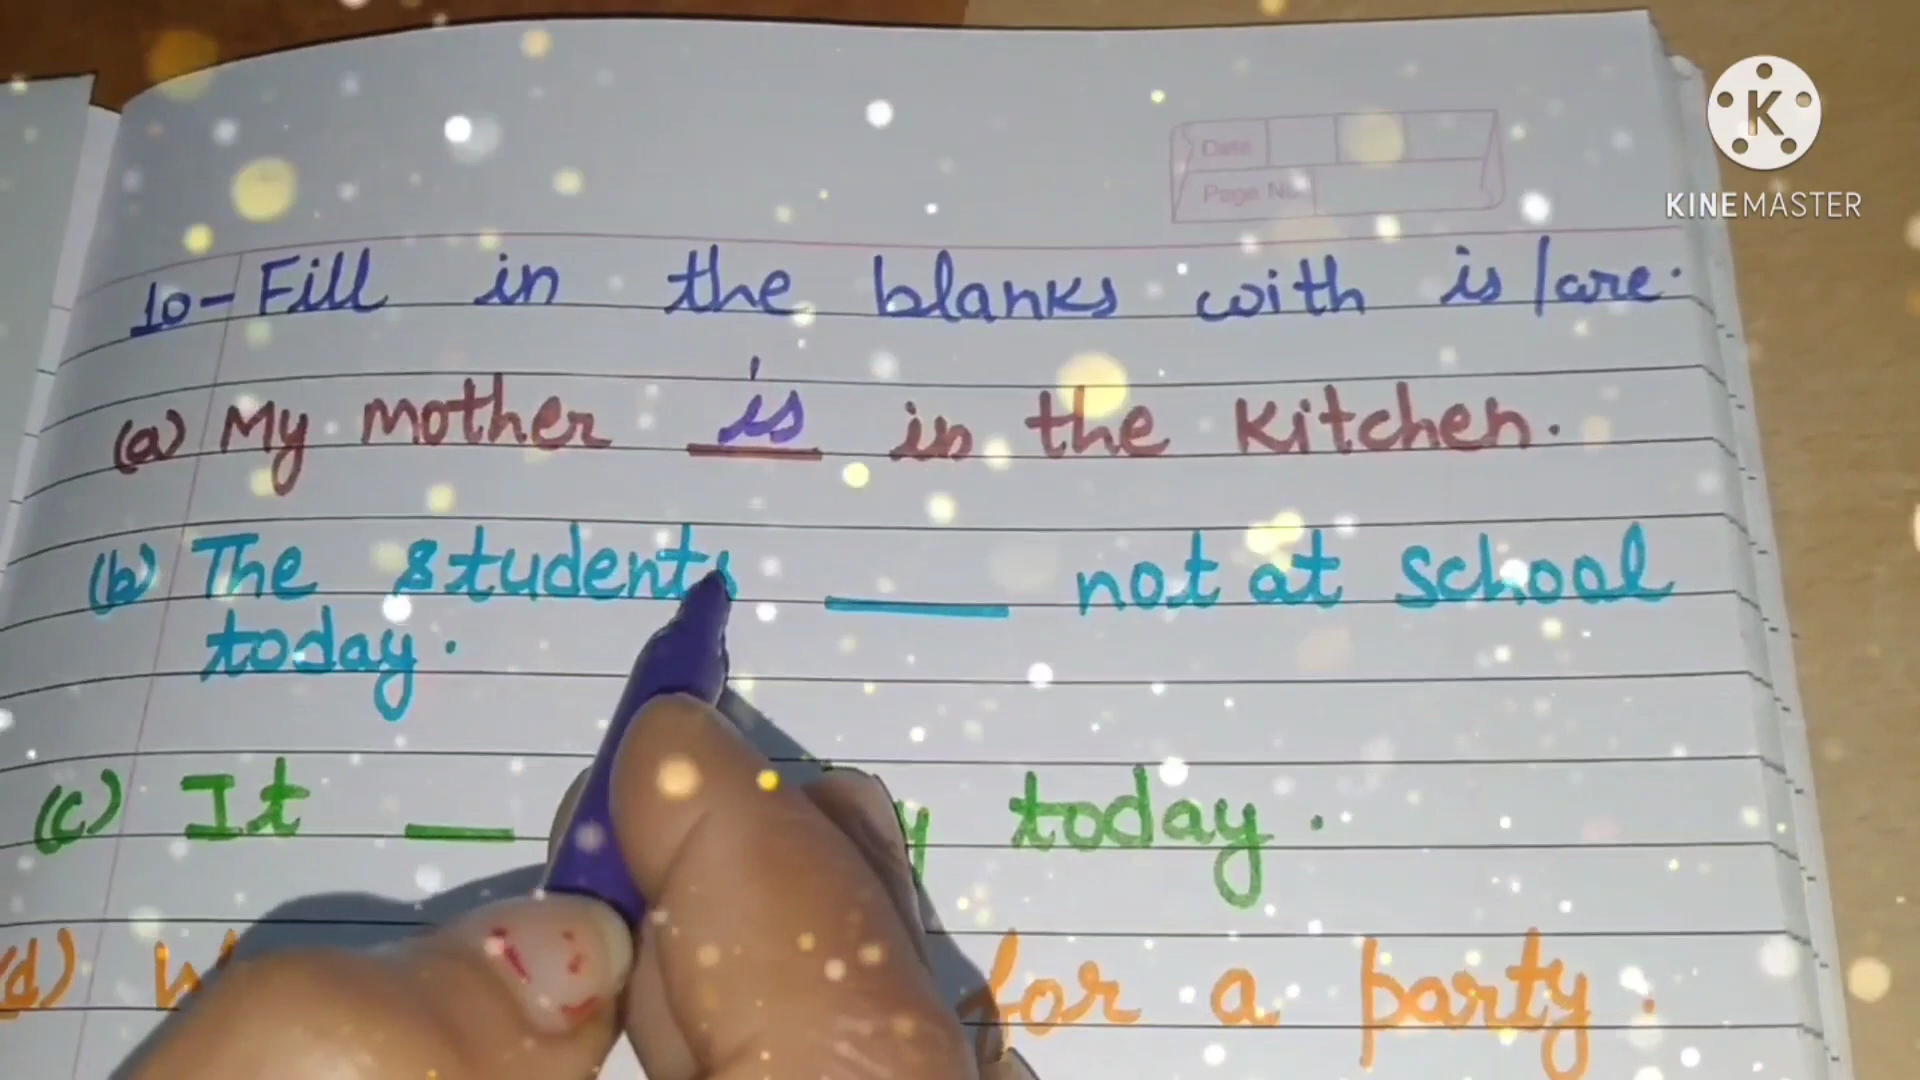 KINEMASTER
Date
Page No.
10- Fill in the blanks with is/are.
(a) My mother is in the kitchen.
(b) The students ____ not at school
today.
(c) It ___ today.
(d) for a party.